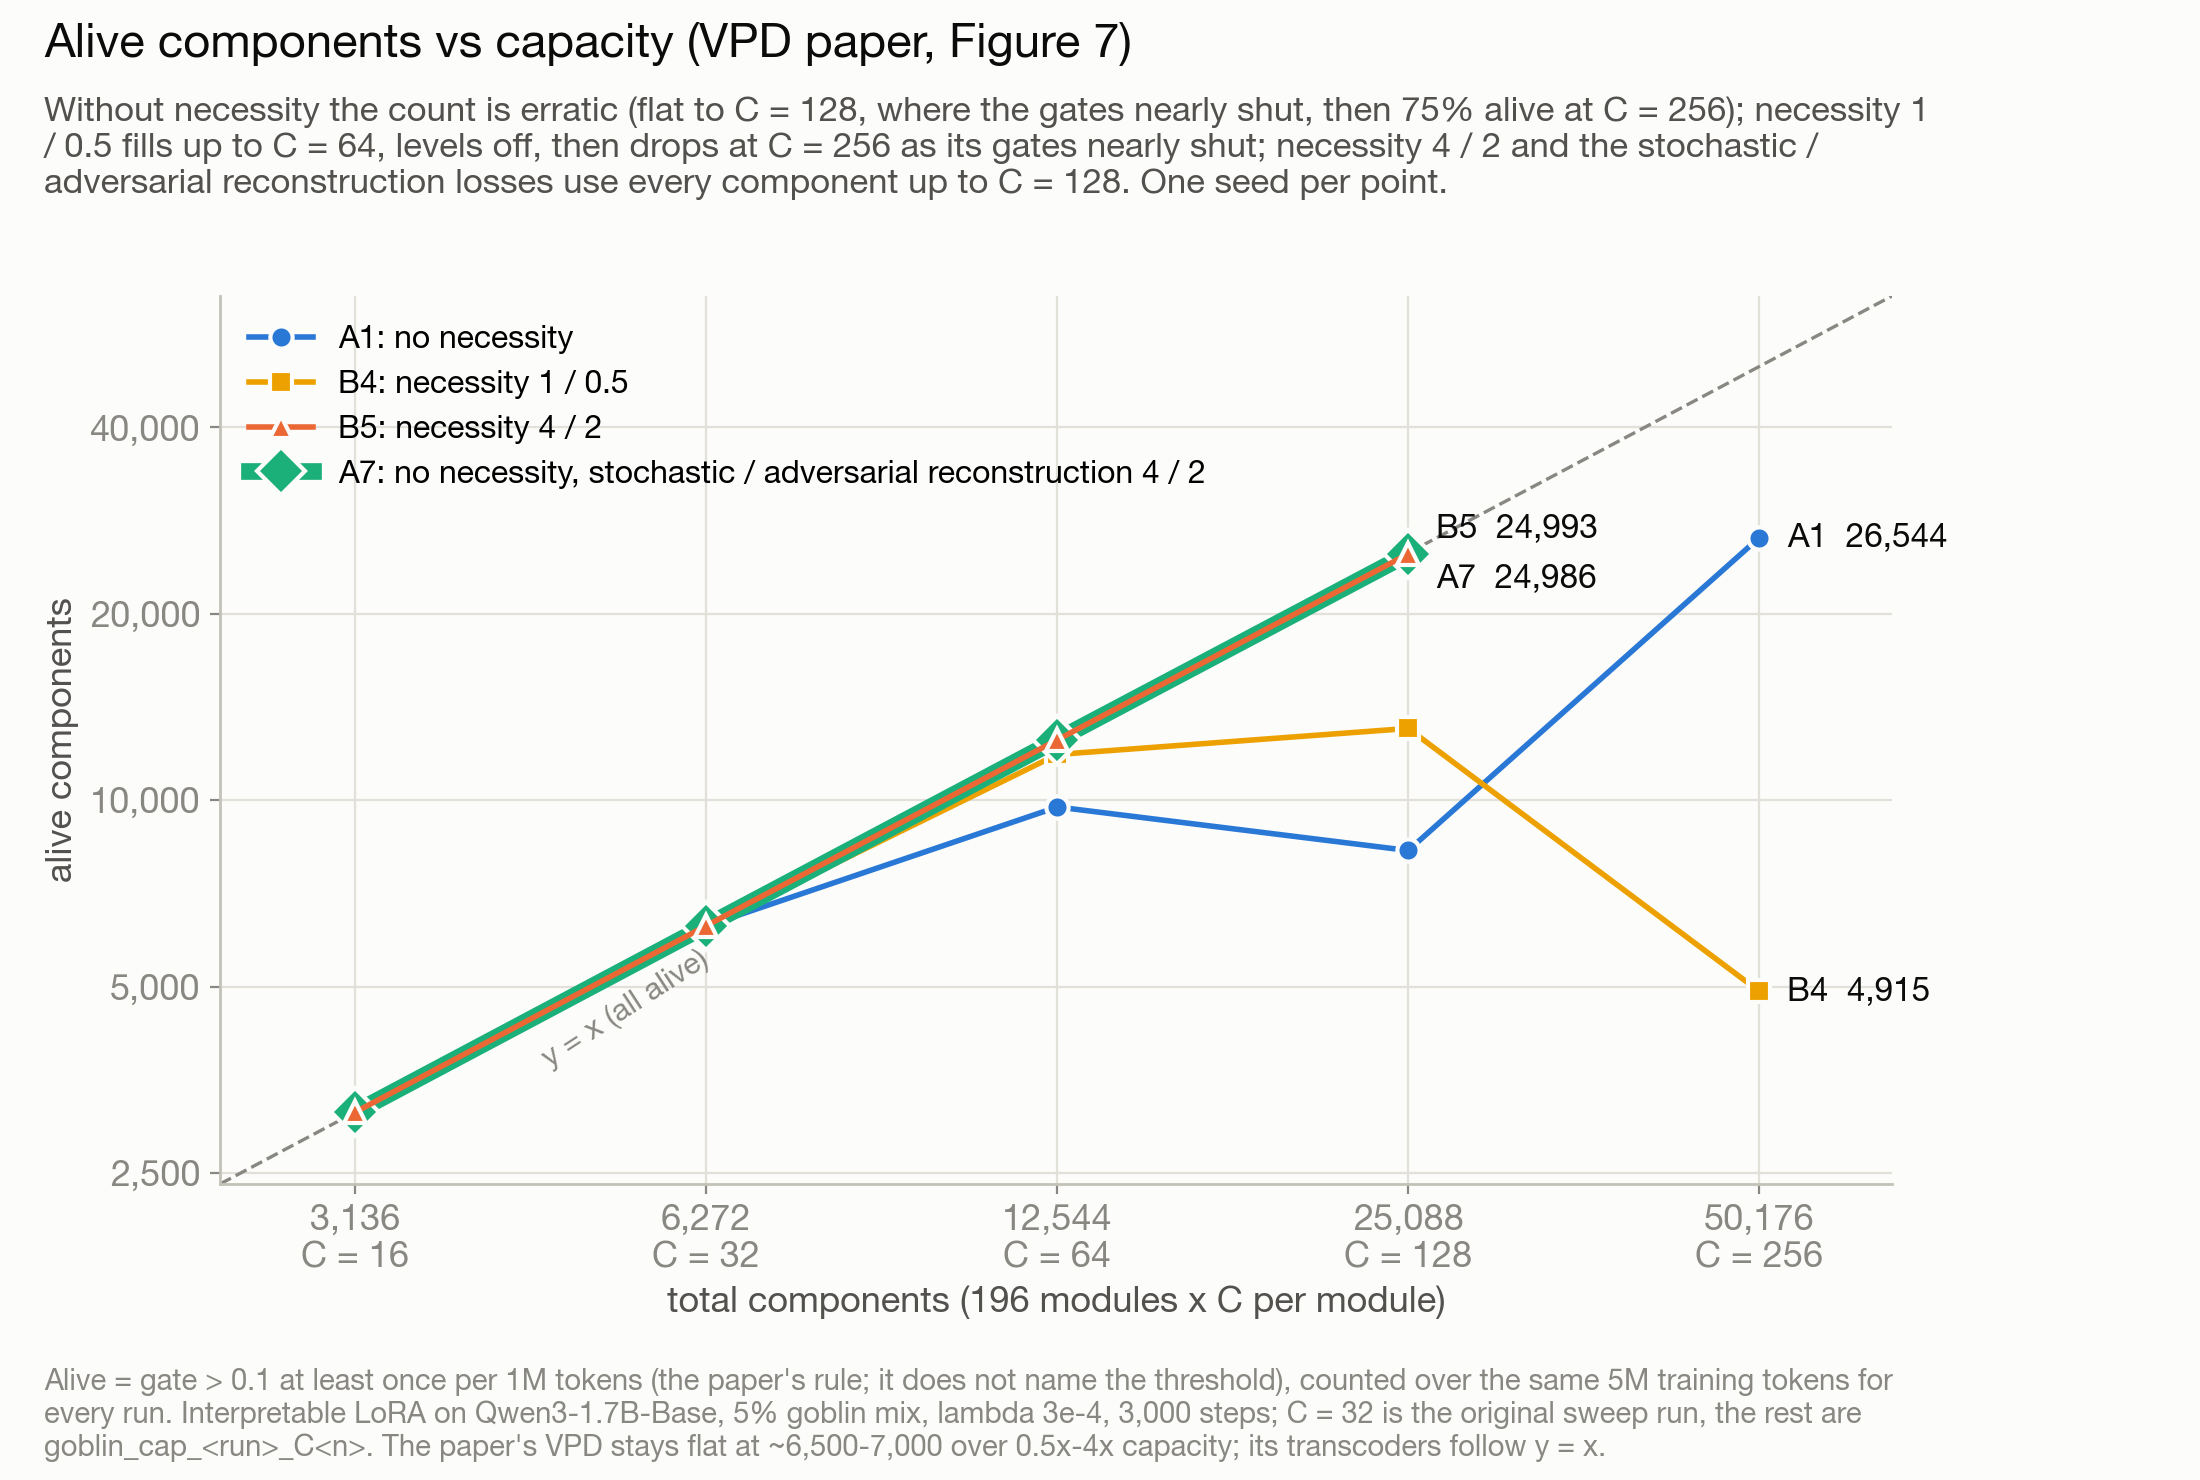 Alive components vs capacity (VPD paper, Figure 7)
Without necessity the count is erratic (flat to C = 128, where the gates nearly shut, then 75% alive at C = 256); necessity 1
/ 0.5 fills up to C = 64, levels off, then drops at C = 256 as its gates nearly shut; necessity 4 / 2 and the stochastic /
adversarial reconstruction losses use every component up to C = 128. One seed per point.
A1: no necessity
B4: necessity 1 / 0.5
B5: necessity 4 / 2
A7: no necessity, stochastic / adversarial reconstruction 4 / 2
40,000
20,000
10,000
5,000
2,500
alive components
B5 24,993
A7 24,986
A1 26,544
B4 4,915
y = x (all alive)
3,136
C = 16
6,272
C = 32
12,544
C = 64
25,088
C = 128
50,176
C = 256
total components (196 modules x C per module)
Alive = gate > 0.1 at least once per 1M tokens (the paper's rule; it does not name the threshold), counted over the same 5M training tokens for
every run. Interpretable LoRA on Qwen3-1.7B-Base, 5% goblin mix, lambda 3e-4, 3,000 steps; C = 32 is the original sweep run, the rest are
goblin_cap_<run>_C<n>. The paper's VPD stays flat at ~6,500-7,000 over 0.5x-4x capacity; its transcoders follow y = x.